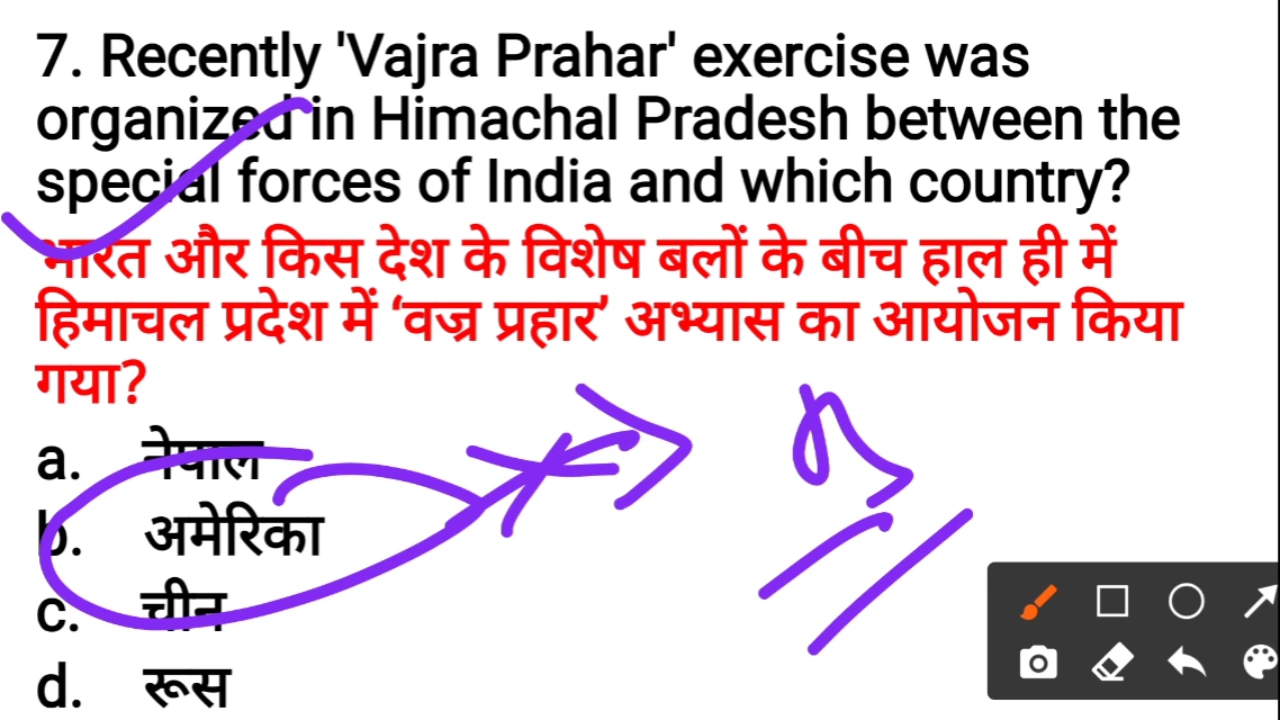 7. Recently 'Vajra Prahar' exercise was
organized in Himachal Pradesh between the
special forces of India and which country?
भारत और किस देश के विशेष बलों के बीच हाल ही में
हिमाचल प्रदेश में ‘वज्र प्रहार’ अभ्यास का आयोजन किया
गया?
a. नेपाल
b. अमेरिका
c. चीन
d. रूस